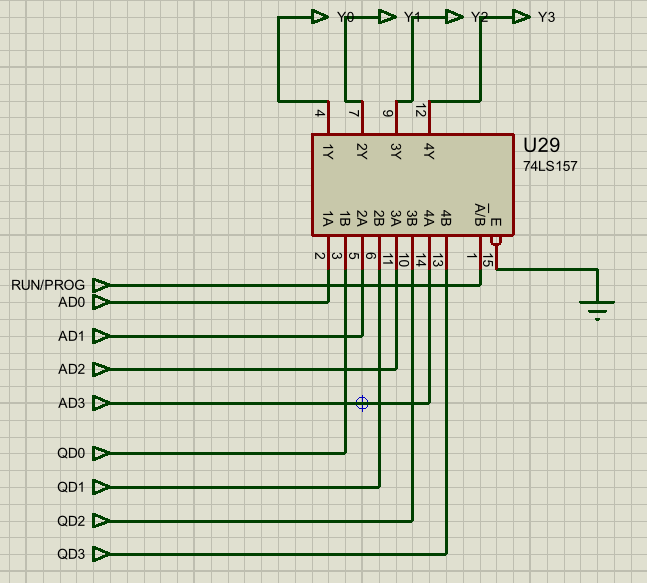 Y0 Y1 Y2 Y3
4 7 9 12
U29
74LS157
1Y 2Y 3Y 4Y
1A 1B 2A 2B 3A 3B 4A 4B A/B E
2 3 5 6 11 10 14 13 1 15
RUN/PROG
AD0
AD1
AD2
AD3
QD0
QD1
QD2
QD3